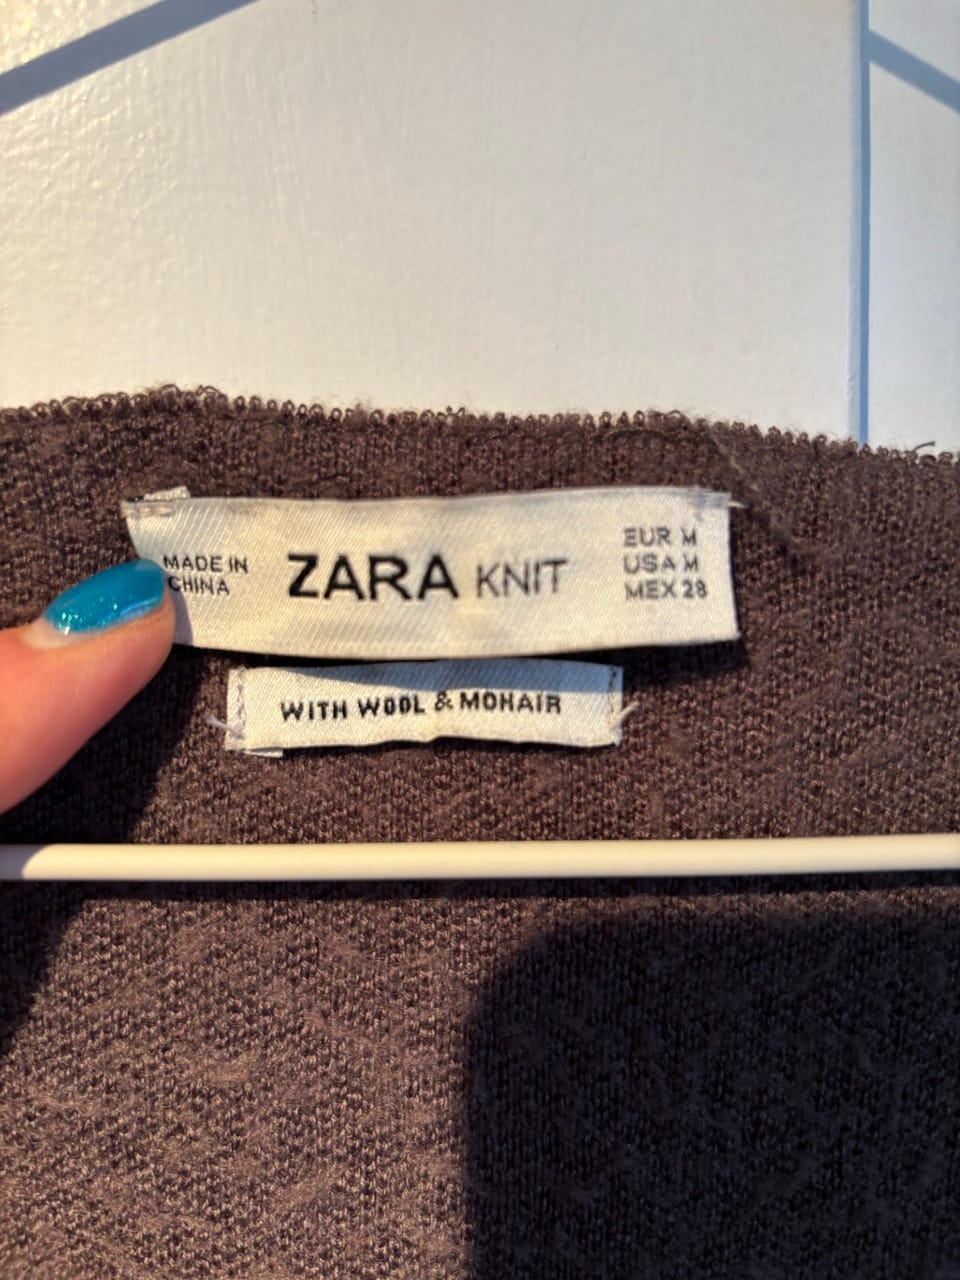 MADE IN
CHINA
ZARA KNIT
EUR M
USA M
MEX 28
WITH WOOL & MOHAIR